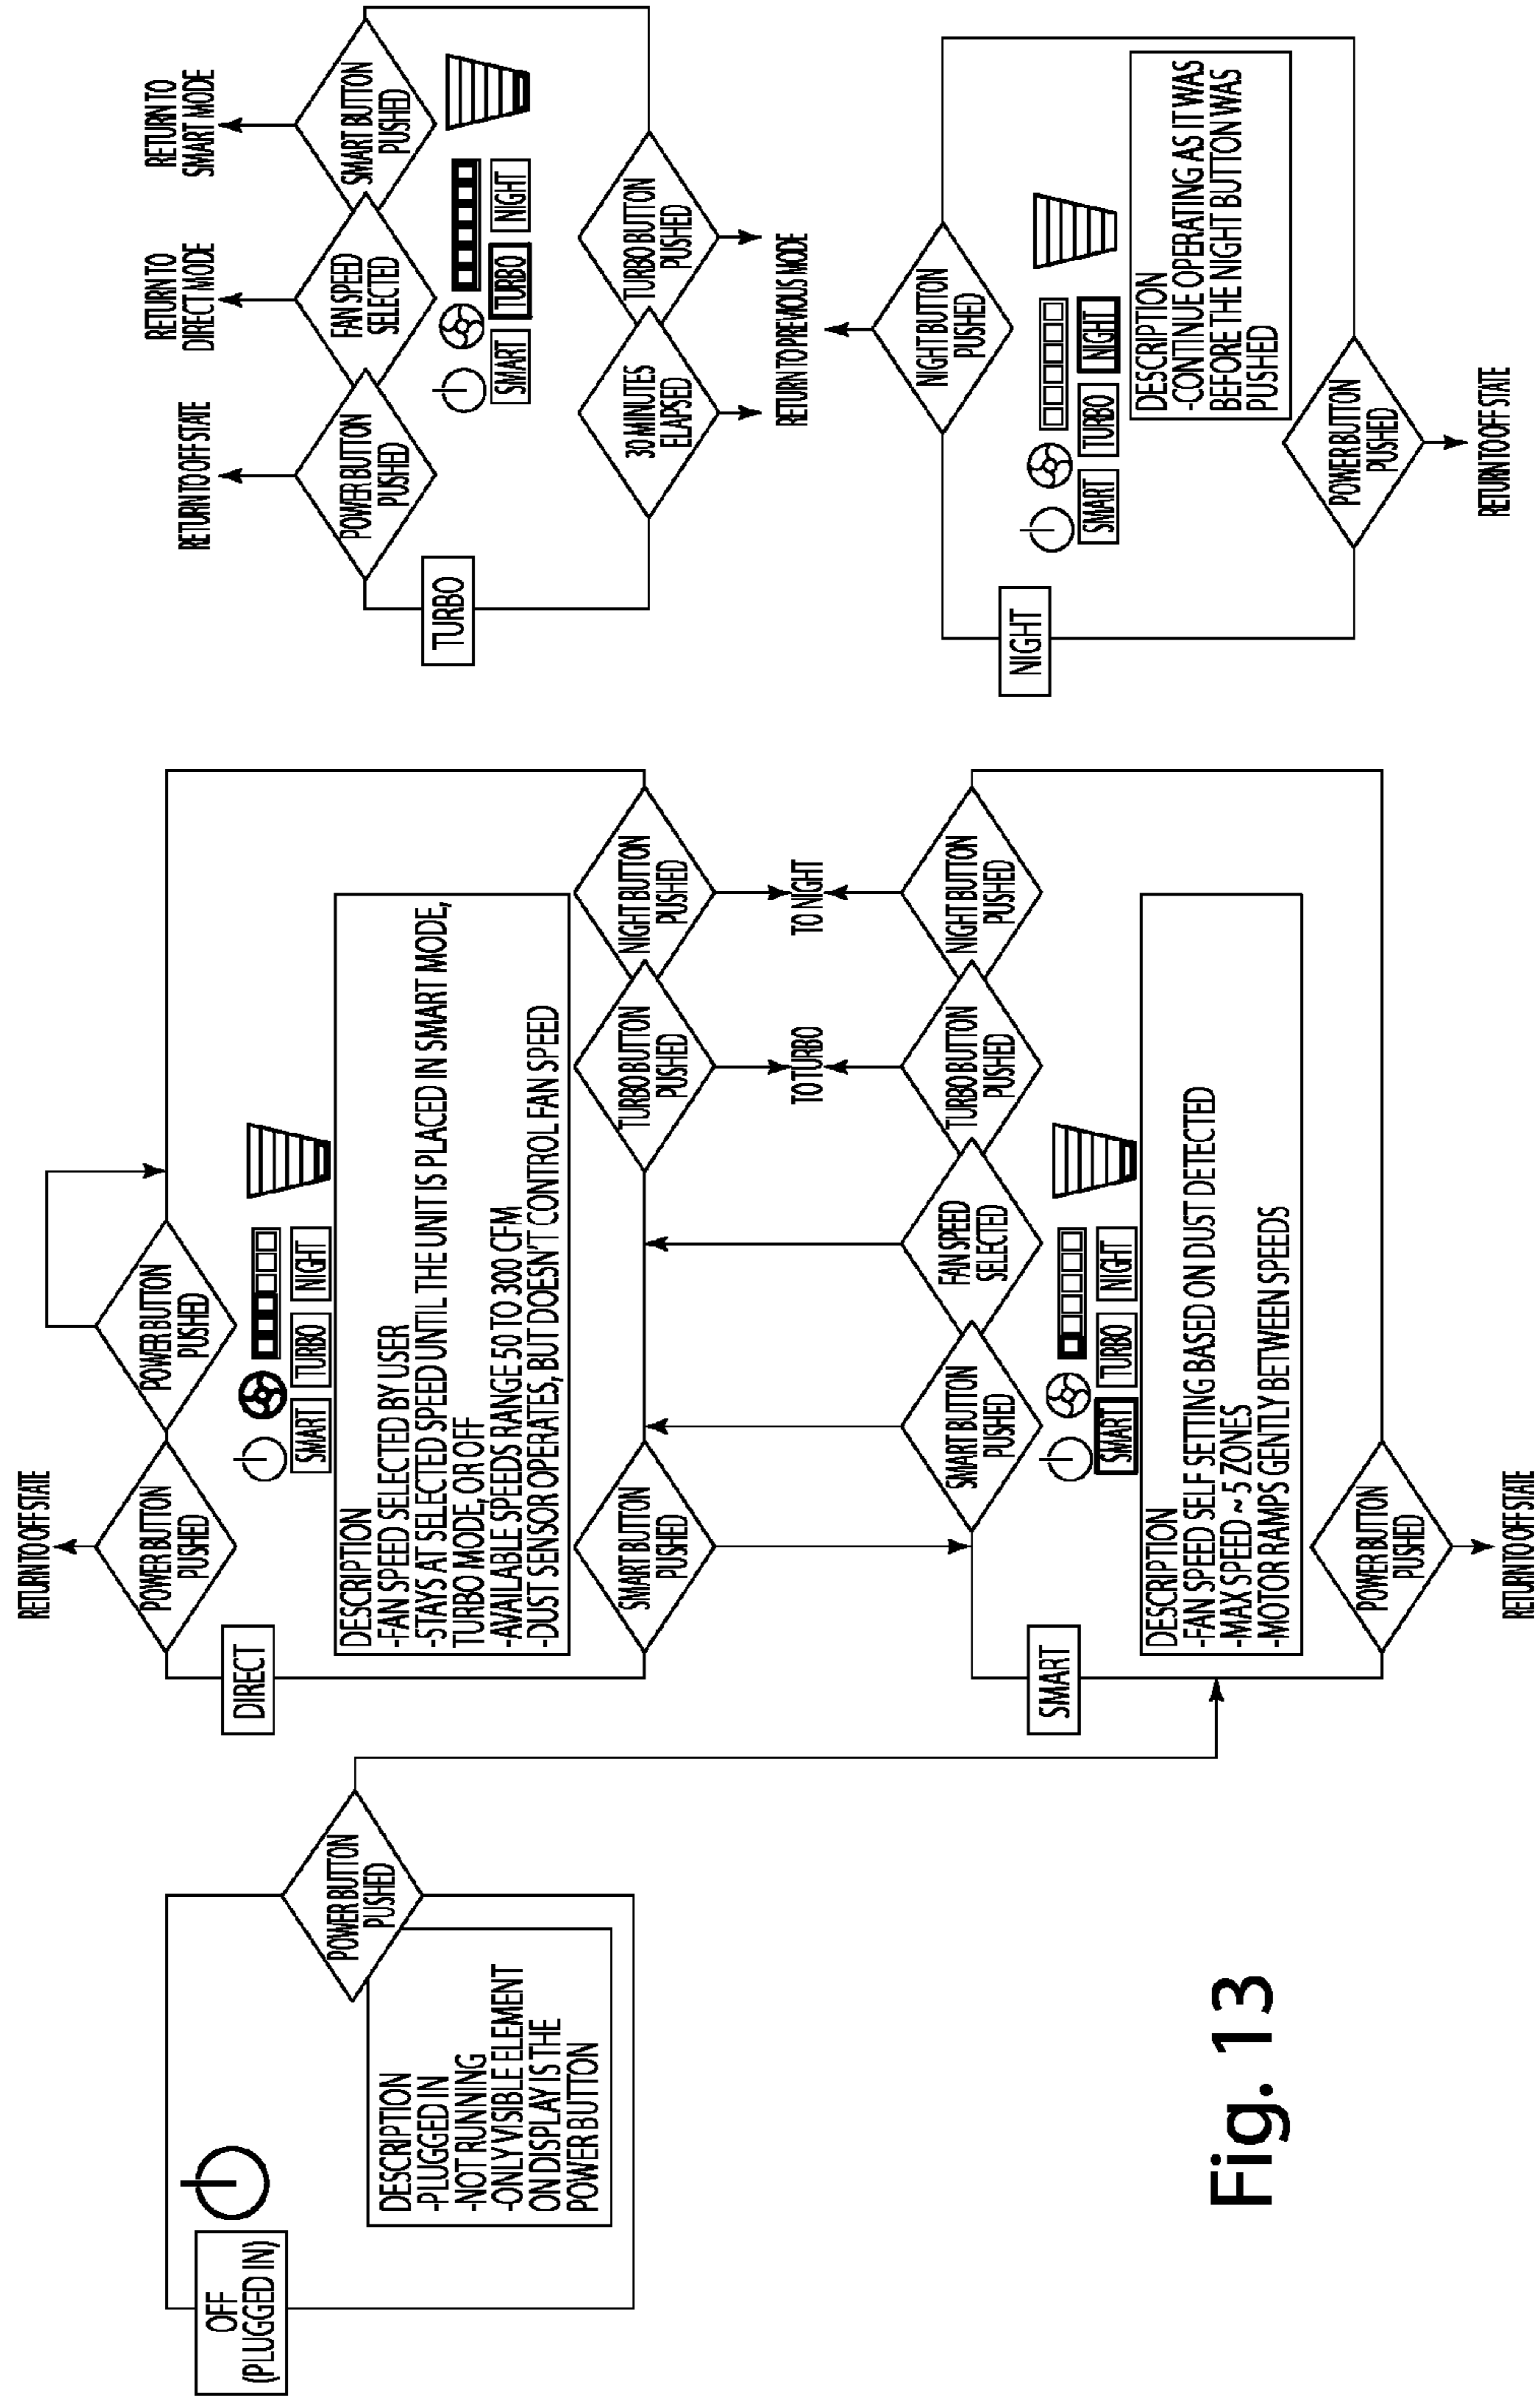 OFF
(PLUGGED IN)
DESCRIPTION
-PLUGGED IN
-NOT RUNNING
-ONLY VISIBLE ELEMENT
ON DISPLAY IS THE
POWER BUTTON
POWER BUTTON
PUSHED
RETURN TO OFF STATE
POWER BUTTON
PUSHED
POWER BUTTON
PUSHED
DIRECT
SMART
TURBO
NIGHT
DESCRIPTION
-FAN SPEED SELECTED BY USER
-STAYS AT SELECTED SPEED UNTIL THE UNIT IS PLACED IN SMART MODE,
TURBO MODE, OR OFF
-AVAILABLE SPEEDS RANGE 50 TO 300 CFM
-DUST SENSOR OPERATES, BUT DOESN'T CONTROL FAN SPEED
SMART BUTTON
PUSHED
TURBO BUTTON
PUSHED
NIGHT BUTTON
PUSHED
TO TURBO
TO NIGHT
SMART BUTTON
PUSHED
FAN SPEED
SELECTED
TURBO BUTTON
PUSHED
NIGHT BUTTON
PUSHED
SMART
SMART
TURBO
NIGHT
DESCRIPTION
-FAN SPEED SELF SETTING BASED ON DUST DETECTED
-MAX SPEED ~ 5 ZONES
-MOTOR RAMPS GENTLY BETWEEN SPEEDS
POWER BUTTON
PUSHED
RETURN TO OFF STATE
RETURN TO OFF STATE
RETURN TO
DIRECT MODE
RETURN TO
SMART MODE
POWER BUTTON
PUSHED
FAN SPEED
SELECTED
SMART BUTTON
PUSHED
TURBO
SMART
TURBO
NIGHT
30 MINUTES
ELAPSED
TURBO BUTTON
PUSHED
RETURN TO PREVIOUS MODE
NIGHT BUTTON
PUSHED
NIGHT
SMART
TURBO
NIGHT
DESCRIPTION
-CONTINUE OPERATING AS IT WAS
BEFORE THE NIGHT BUTTON WAS
PUSHED
POWER BUTTON
PUSHED
RETURN TO OFF STATE
Fig. 13